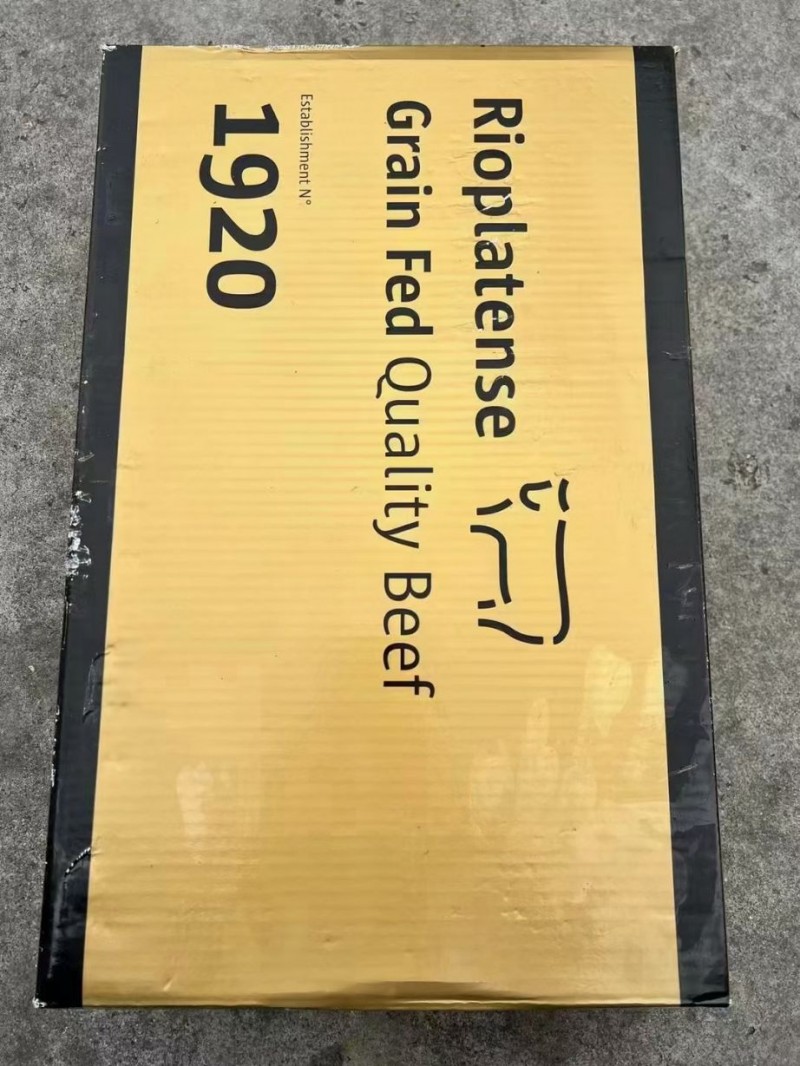 Rioplatense
Grain Fed Quality Beef
Establishment N°
1920